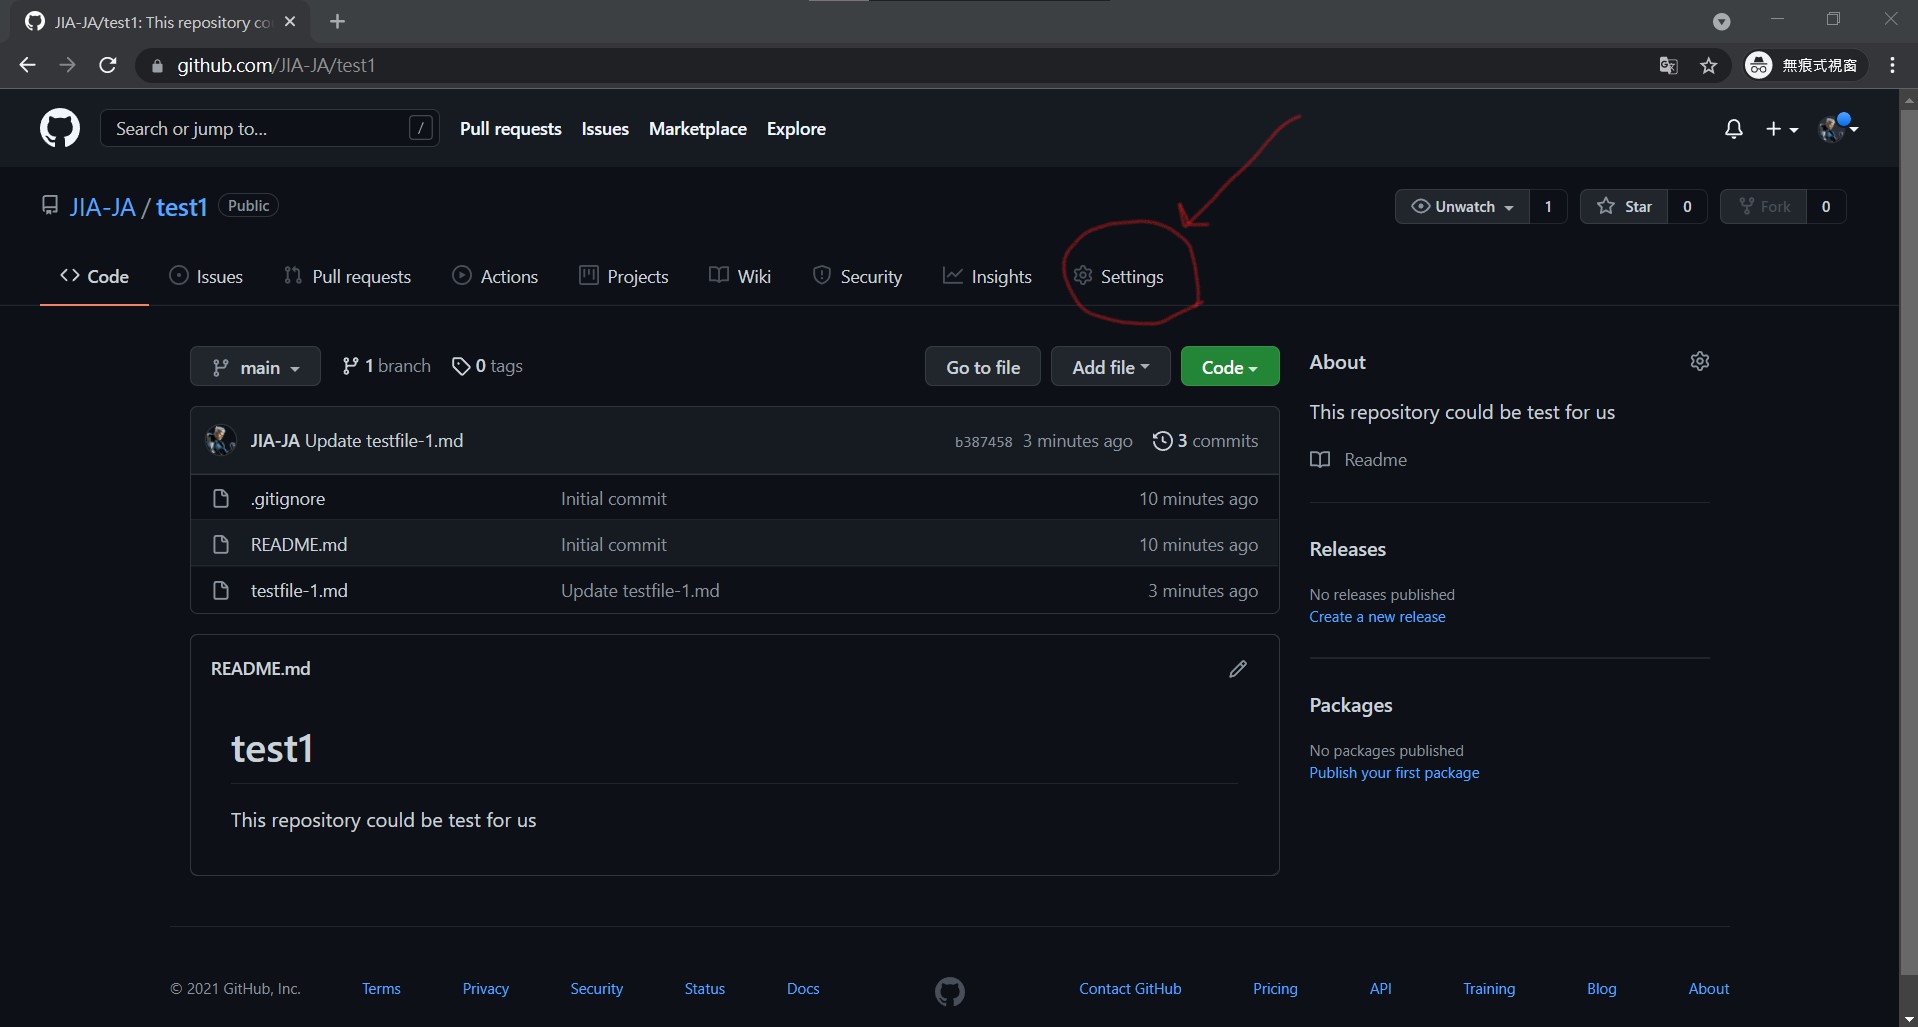 JIA-JA/test1: This repository co
github.com/JIA-JA/test1
無痕式視窗
Search or jump to... / Pull requests Issues Marketplace Explore
JIA-JA / test1 Public Unwatch 1 Star 0 Fork 0
Code Issues Pull requests Actions Projects Wiki Security Insights Settings
main 1 branch 0 tags Go to file Add file Code
JIA-JA Update testfile-1.md b387458 3 minutes ago 3 commits
.gitignore Initial commit 10 minutes ago
README.md Initial commit 10 minutes ago
testfile-1.md Update testfile-1.md 3 minutes ago
README.md
test1
This repository could be test for us
About
This repository could be test for us
Readme
Releases
No releases published
Create a new release
Packages
No packages published
Publish your first package
© 2021 GitHub, Inc. Terms Privacy Security Status Docs Contact GitHub Pricing API Training Blog About